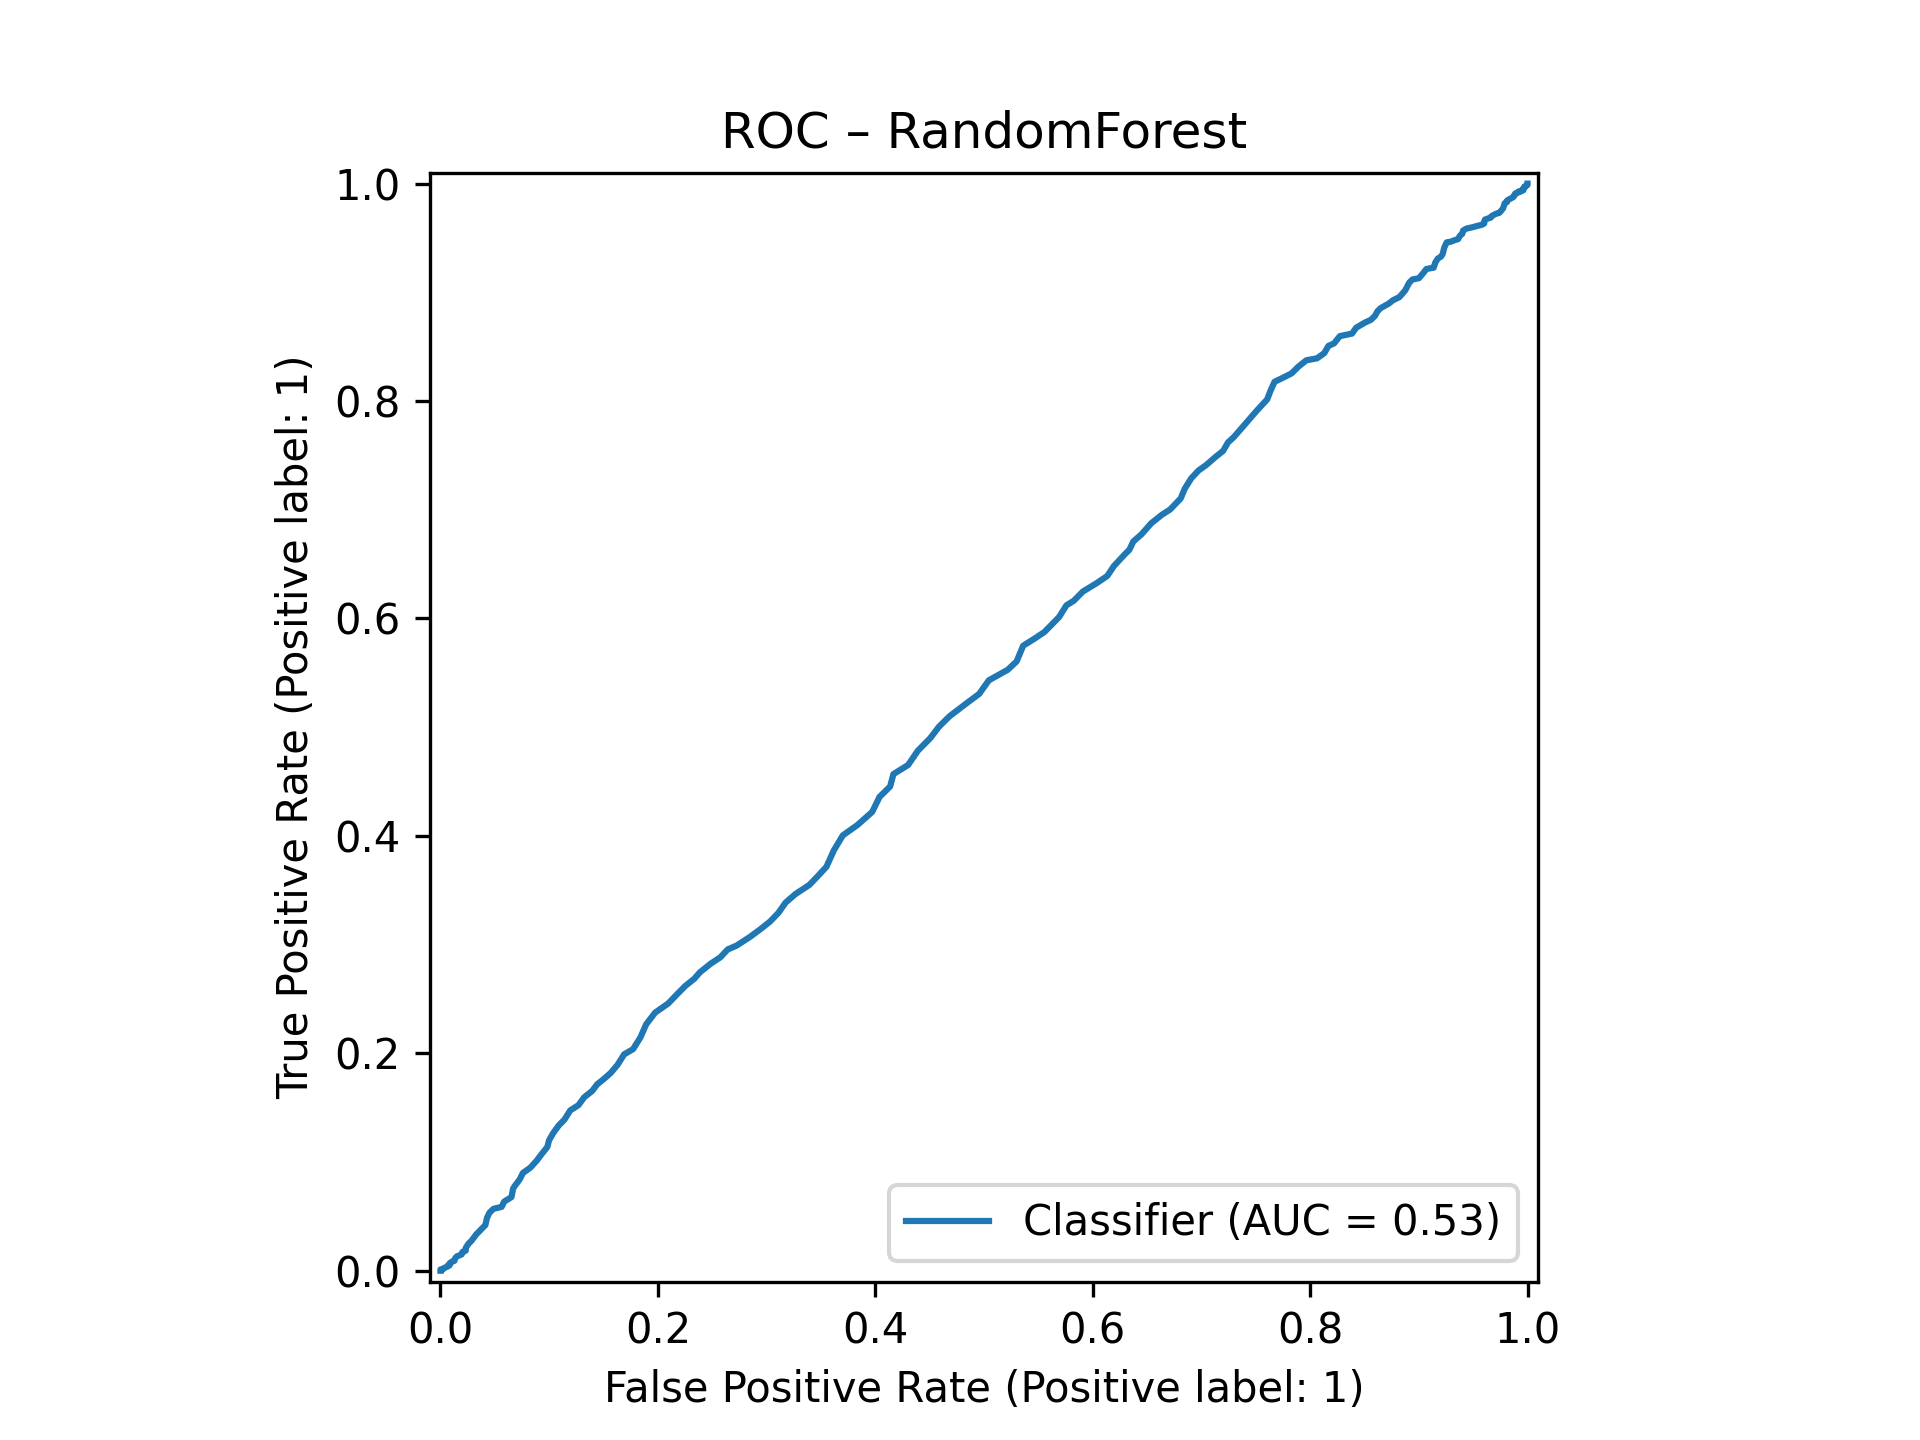 ROC – RandomForest
True Positive Rate (Positive label: 1)
1.0
0.8
0.6
0.4
0.2
0.0
Classifier (AUC = 0.53)
0.0 0.2 0.4 0.6 0.8 1.0
False Positive Rate (Positive label: 1)